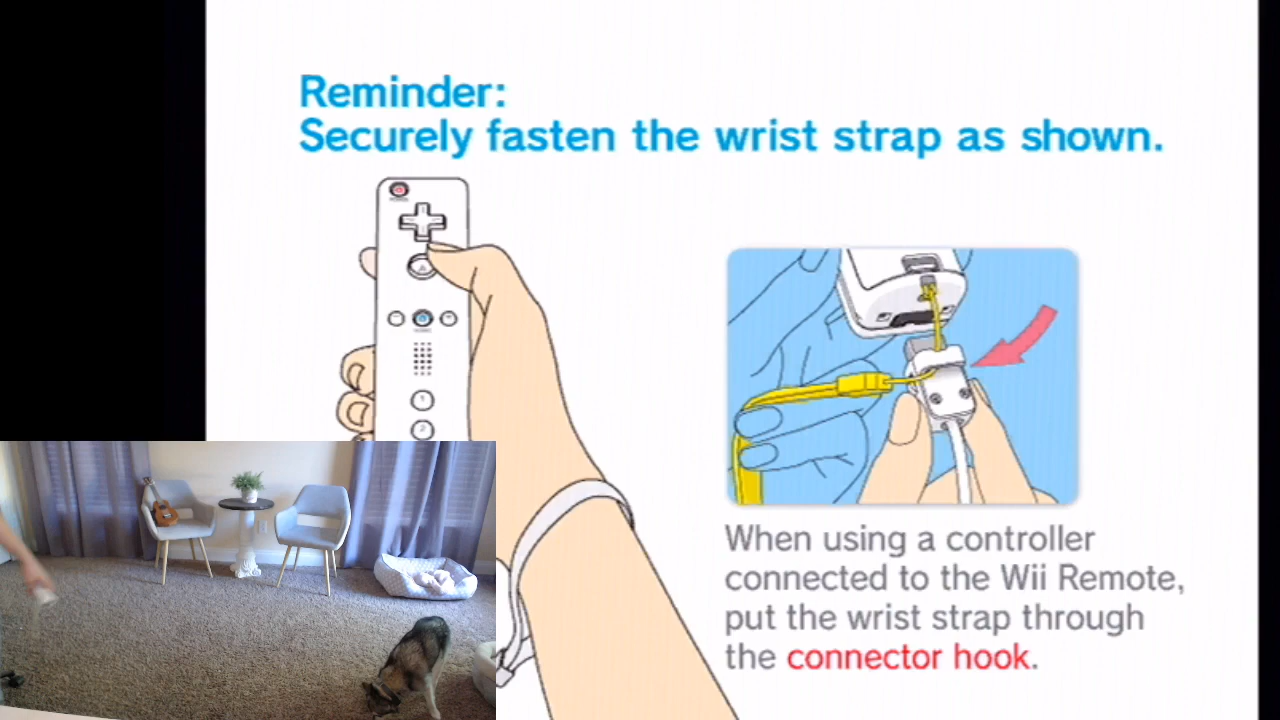 Reminder:
Securely fasten the wrist strap as shown.
When using a controller
connected to the Wii Remote,
put the wrist strap through
the connector hook.